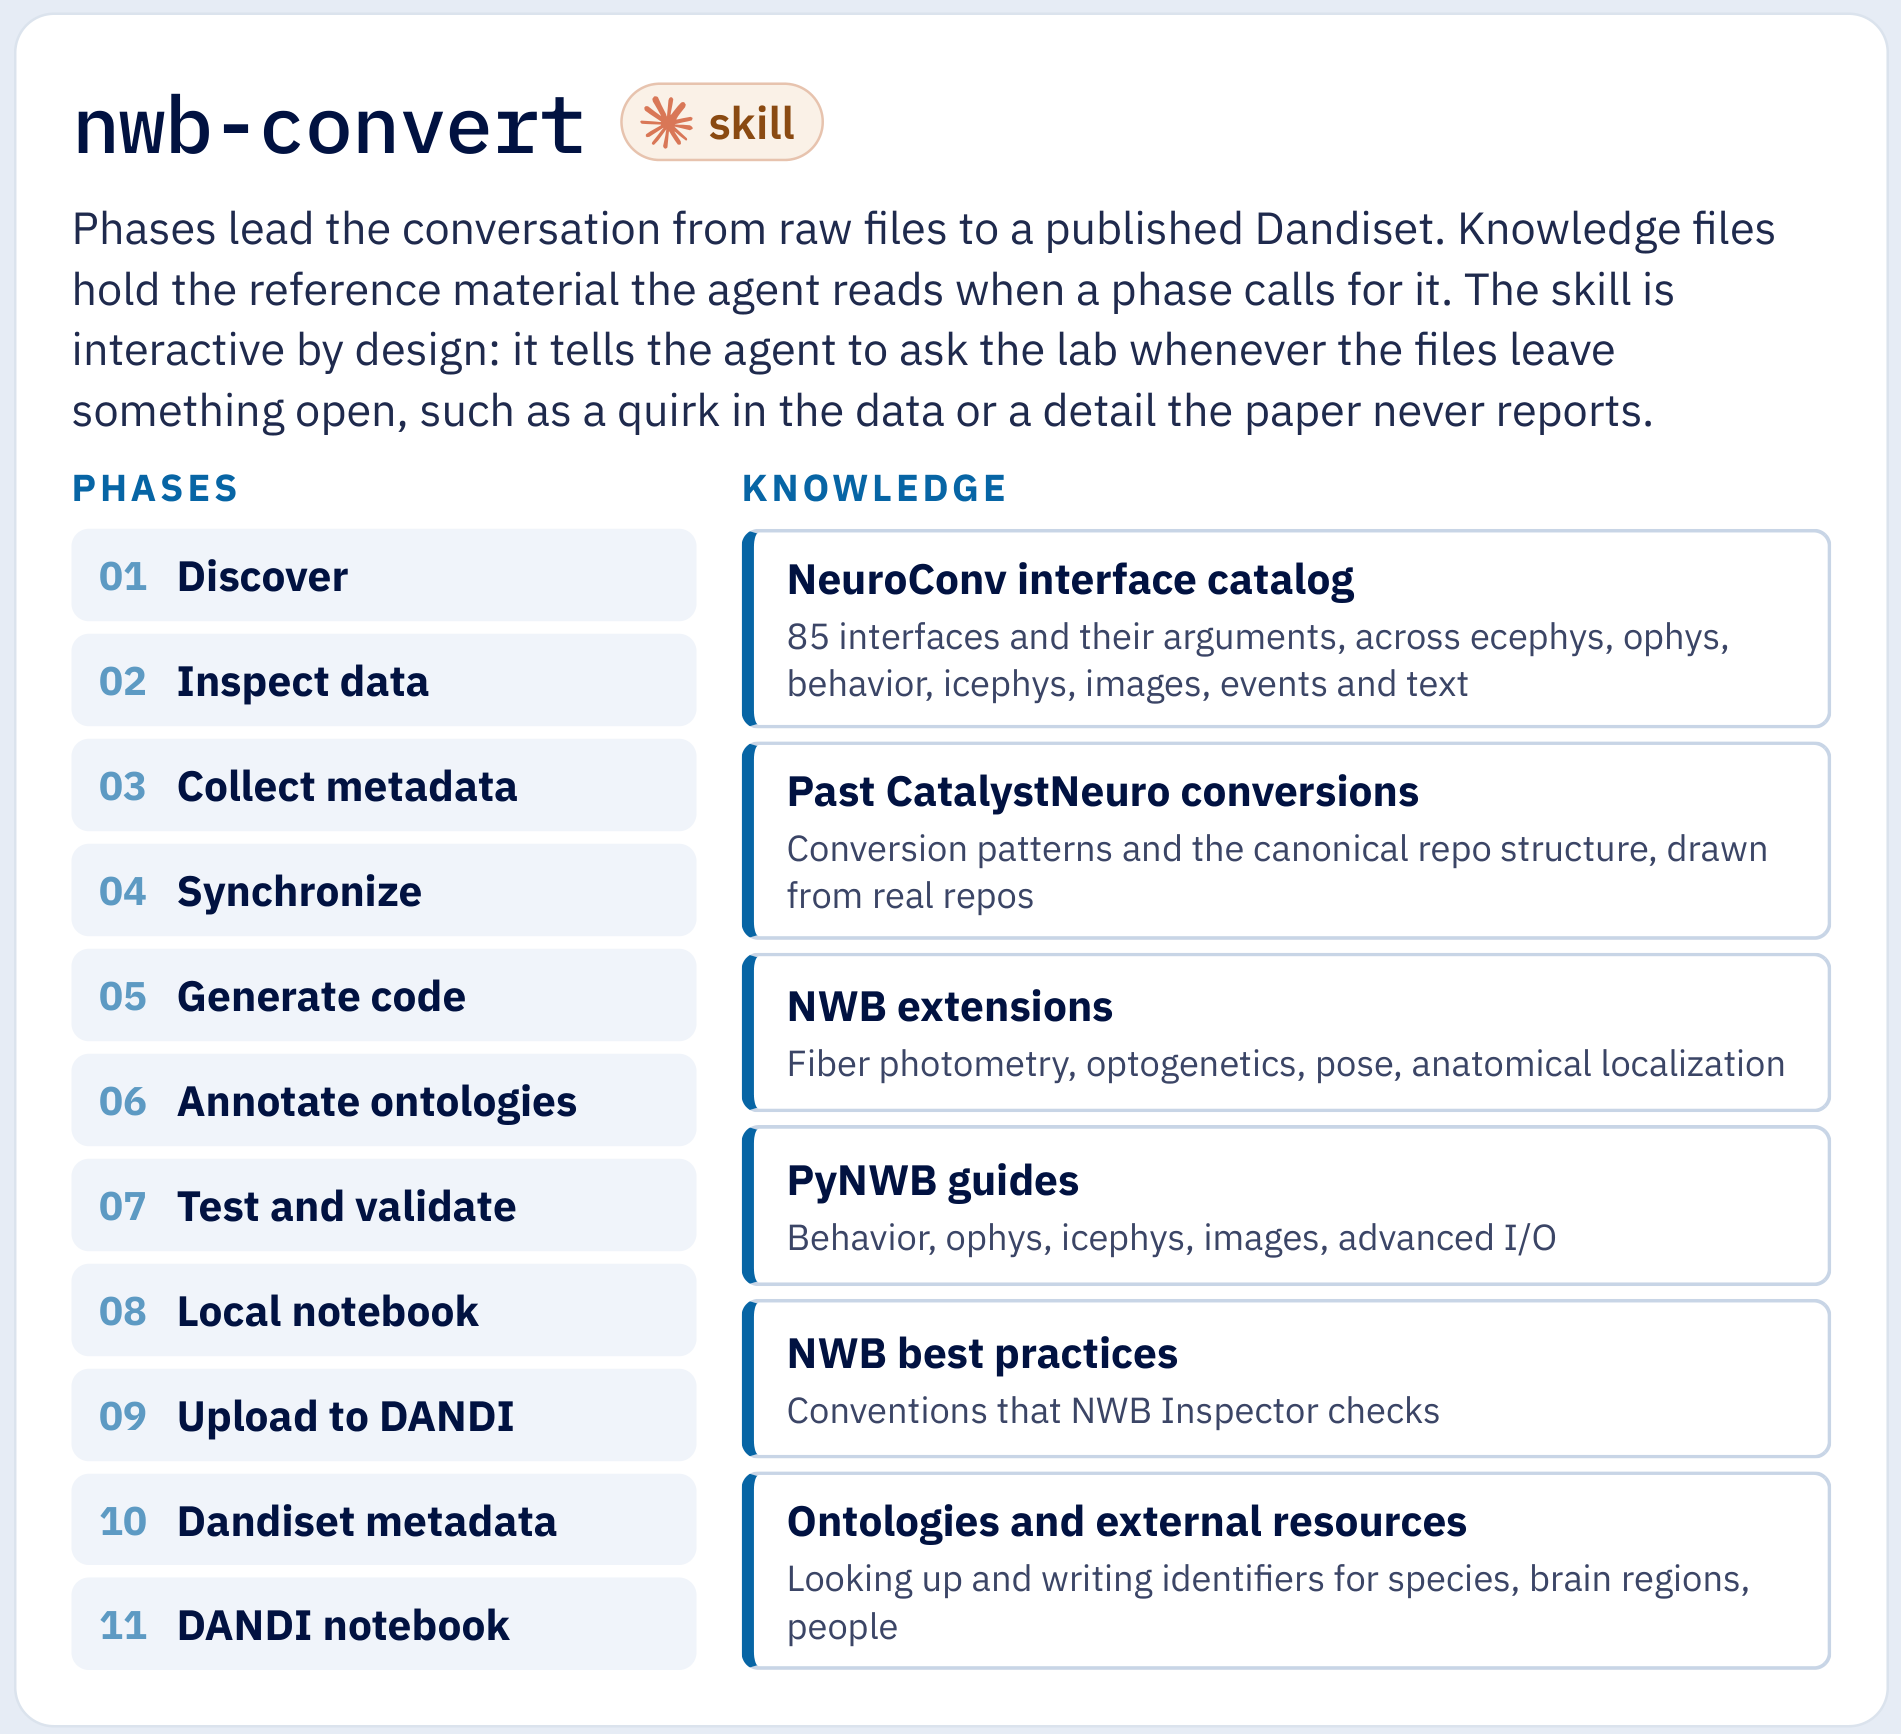 nwb-convert
skill
Phases lead the conversation from raw files to a published Dandiset. Knowledge files
hold the reference material the agent reads when a phase calls for it. The skill is
interactive by design: it tells the agent to ask the lab whenever the files leave
something open, such as a quirk in the data or a detail the paper never reports.
PHASES
01 Discover
02 Inspect data
03 Collect metadata
04 Synchronize
05 Generate code
06 Annotate ontologies
07 Test and validate
08 Local notebook
09 Upload to DANDI
10 Dandiset metadata
11 DANDI notebook
KNOWLEDGE
NeuroConv interface catalog
85 interfaces and their arguments, across ecephys, ophys,
behavior, icephys, images, events and text
Past CatalystNeuro conversions
Conversion patterns and the canonical repo structure, drawn
from real repos
NWB extensions
Fiber photometry, optogenetics, pose, anatomical localization
PyNWB guides
Behavior, ophys, icephys, images, advanced I/O
NWB best practices
Conventions that NWB Inspector checks
Ontologies and external resources
Looking up and writing identifiers for species, brain regions,
people